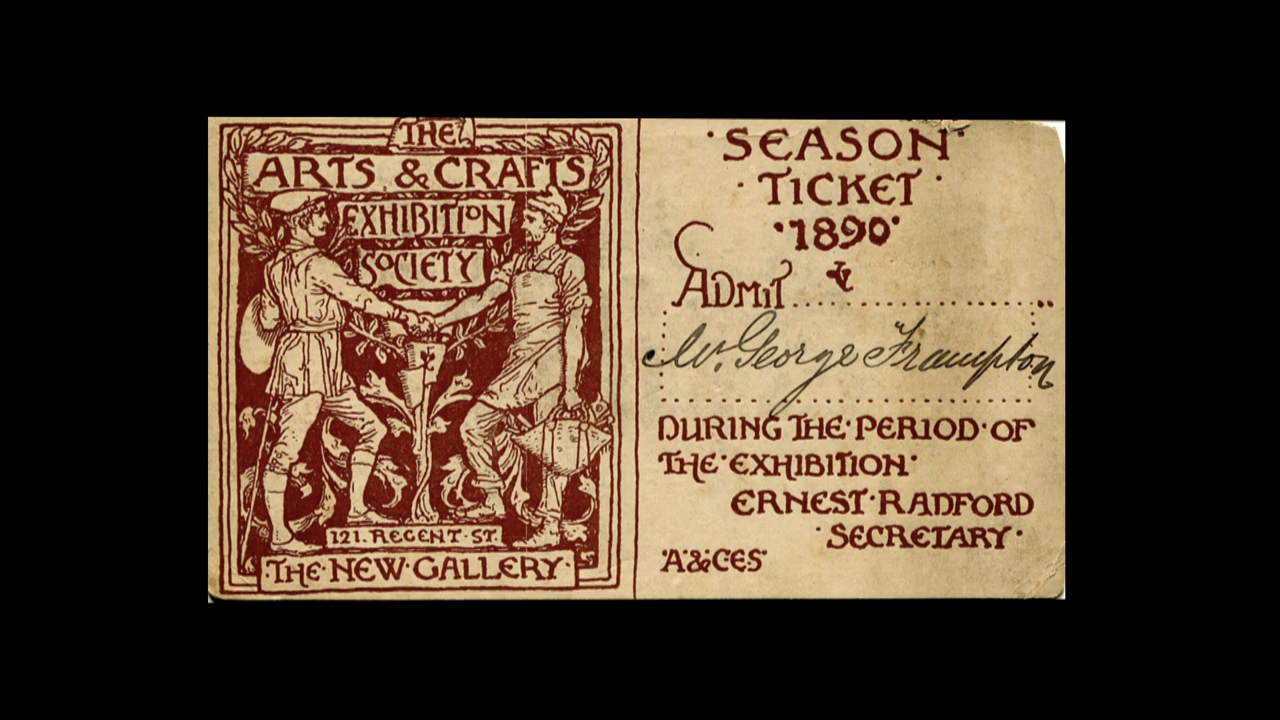 THE
ARTS & CRAFTS
EXHIBITION
SOCIETY
121. REGENT·ST.
·THE·NEW·GALLERY·
·SEASON·
·TICKET·
·1890·
ADMIT
Mr. George Frampton
DURING THE·PERIOD·OF
THE·EXHIBITION·
ERNEST·RADFORD
·SECRETARY·
·A&CES·